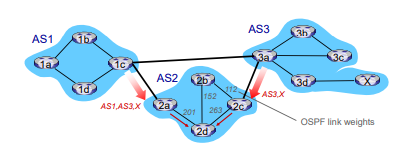 AS1
AS3
1b
3b
1a
1c
3a
3c
1d
AS2
2b
3d
X
112
AS1,AS3,X
152
AS3,X
2a
201
263
2c
2d
OSPF link weights